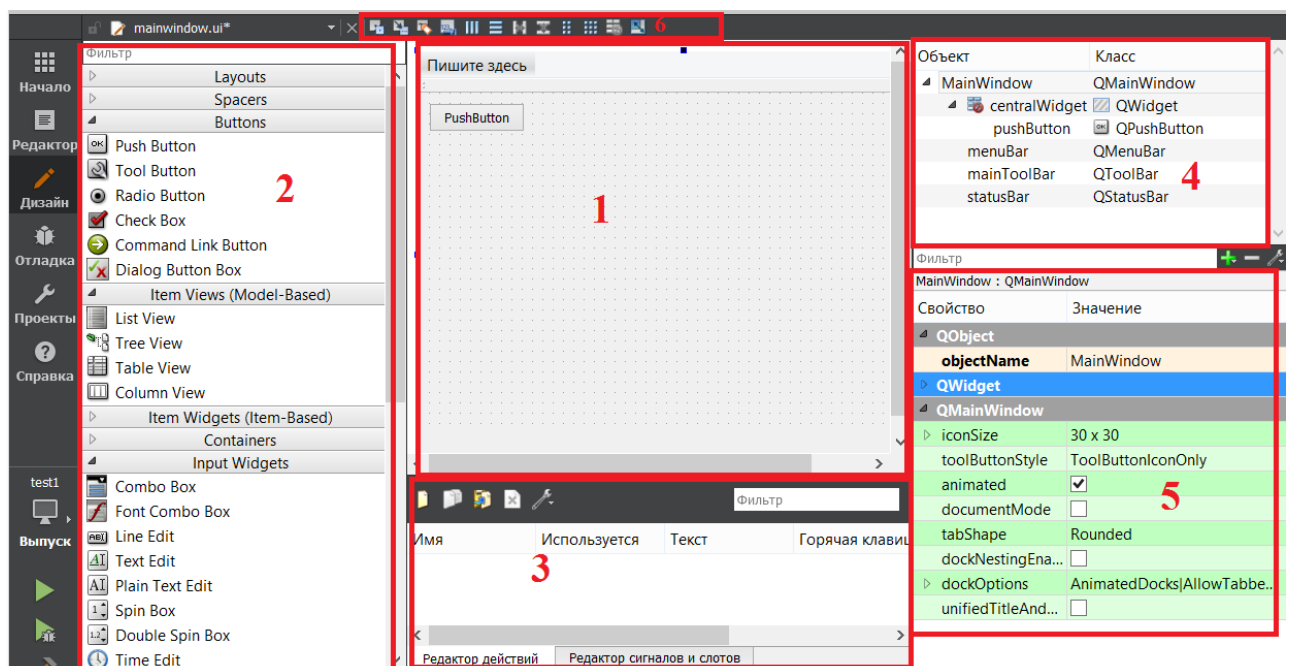 mainwindow.ui*
6
Начало
Редактор
Дизайн
Отладка
Проекты
Справка
test1
Выпуск
Фильтр
Layouts
Spacers
Buttons
Push Button
Tool Button
Radio Button
2
Check Box
Command Link Button
Dialog Button Box
Item Views (Model-Based)
List View
Tree View
Table View
Column View
Item Widgets (Item-Based)
Containers
Input Widgets
Combo Box
Font Combo Box
Line Edit
Text Edit
Plain Text Edit
Spin Box
Double Spin Box
Time Edit
Пишите здесь
PushButton
1
Фильтр
Имя Используется Текст Горячая клавиш
3
Редактор действий Редактор сигналов и слотов
Объект Класс
MainWindow QMainWindow
centralWidget QWidget
pushButton QPushButton
menuBar QMenuBar
mainToolBar QToolBar
4
statusBar QStatusBar
Фильтр
MainWindow : QMainWindow
Свойство Значение
QObject
objectName MainWindow
QWidget
QMainWindow
iconSize 30 x 30
toolButtonStyle ToolButtonIconOnly
animated
5
documentMode
tabShape Rounded
dockNestingEna...
dockOptions AnimatedDocks|AllowTabbe...
unifiedTitleAnd...